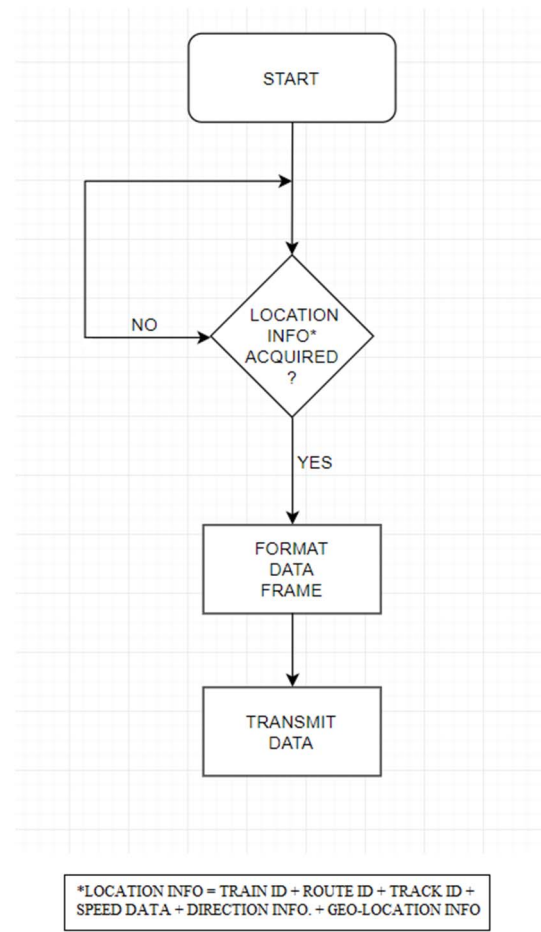 START
LOCATION
INFO*
ACQUIRED
?
NO
YES
FORMAT
DATA
FRAME
TRANSMIT
DATA
*LOCATION INFO = TRAIN ID + ROUTE ID + TRACK ID +
SPEED DATA + DIRECTION INFO. + GEO-LOCATION INFO